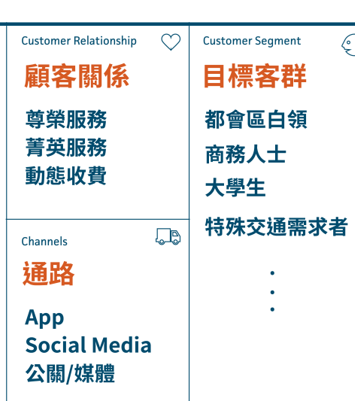 Customer Relationship
顧客關係
尊榮服務
菁英服務
動態收費
Channels
通路
App
Social Media
公關/媒體
Customer Segment
目標客群
都會區白領
商務人士
大學生
特殊交通需求者